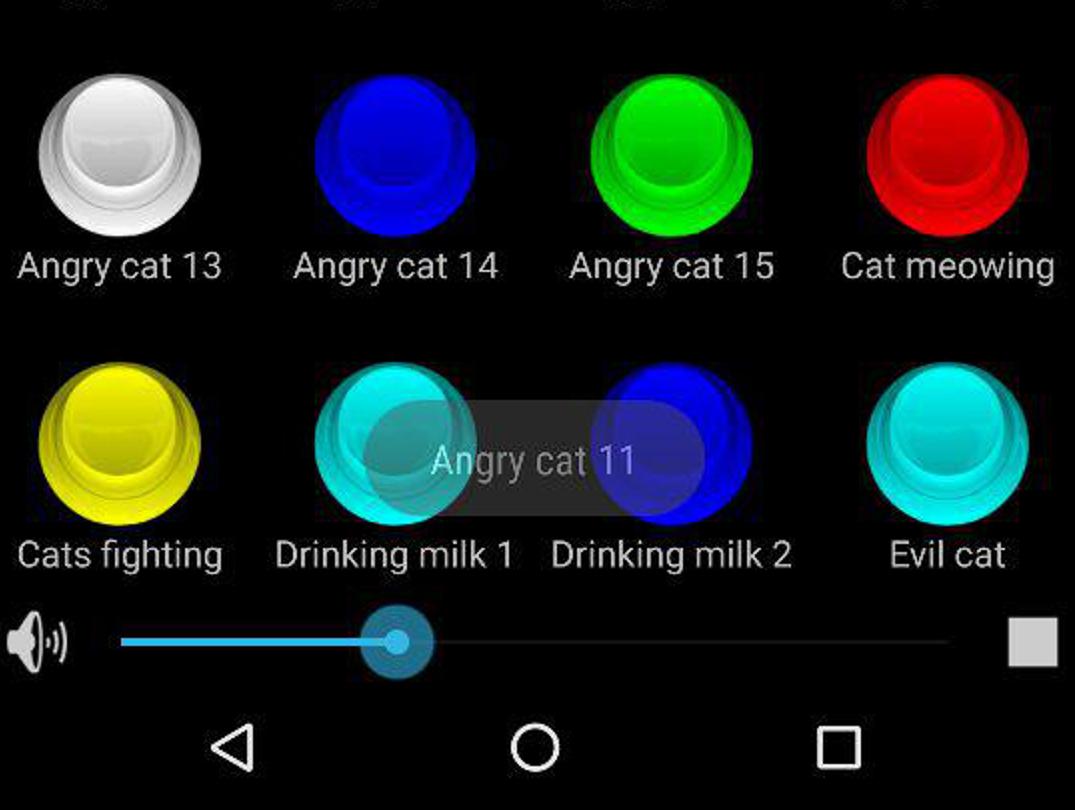 Angry cat 13
Angry cat 14
Angry cat 15
Cat meowing
Angry cat 11
Cats fighting
Drinking milk 1
Drinking milk 2
Evil cat